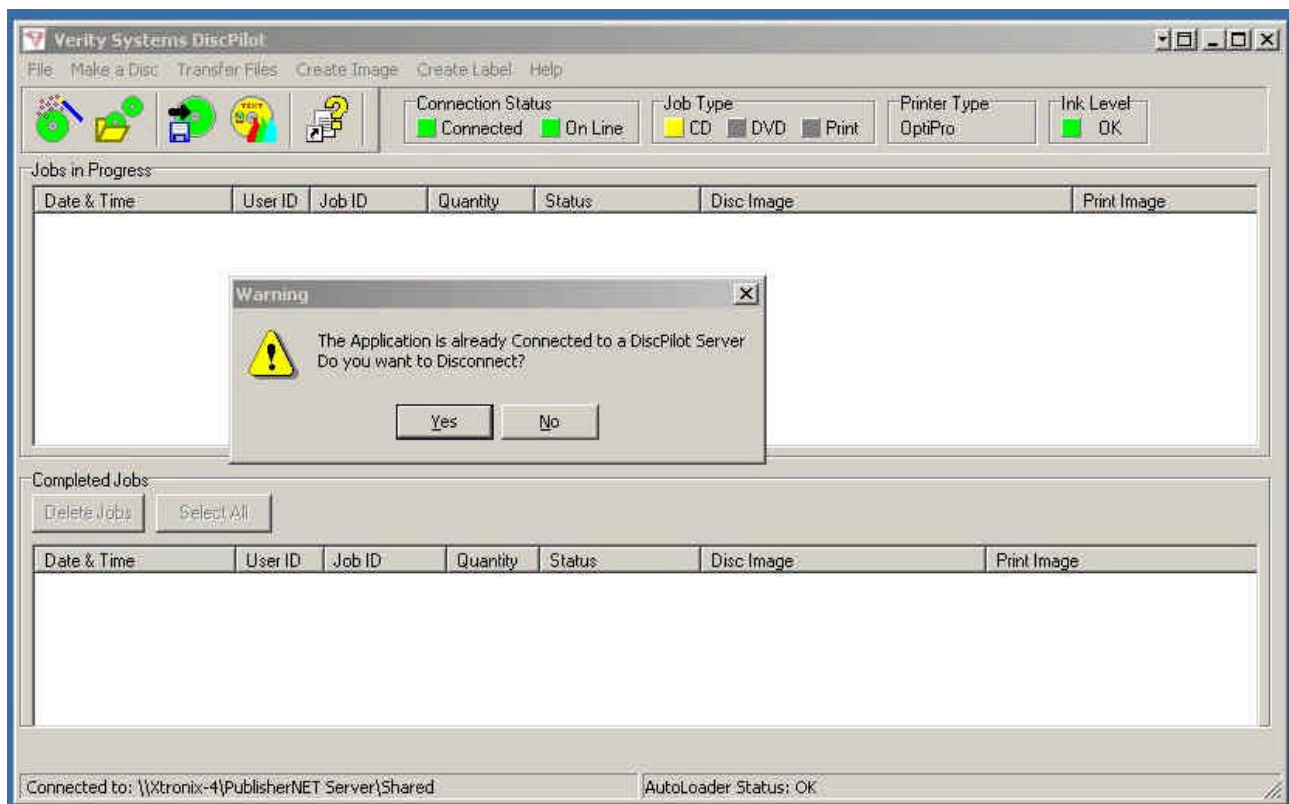 Verity Systems DiscPilot
File Make a Disc Transfer Files Create Image Create Label Help
TEXT
Connection Status
Connected On Line
Job Type
CD DVD Print
Printer Type
OptiPro
Ink Level
OK
Jobs in Progress
Date & Time User ID Job ID Quantity Status Disc Image Print Image
Warning
The Application is already Connected to a DiscPilot Server
Do you want to Disconnect?
Yes No
Completed Jobs
Delete Jobs Select All
Date & Time User ID Job ID Quantity Status Disc Image Print Image
Connected to: \\Xtronix-4\PublisherNET Server\Shared AutoLoader Status: OK